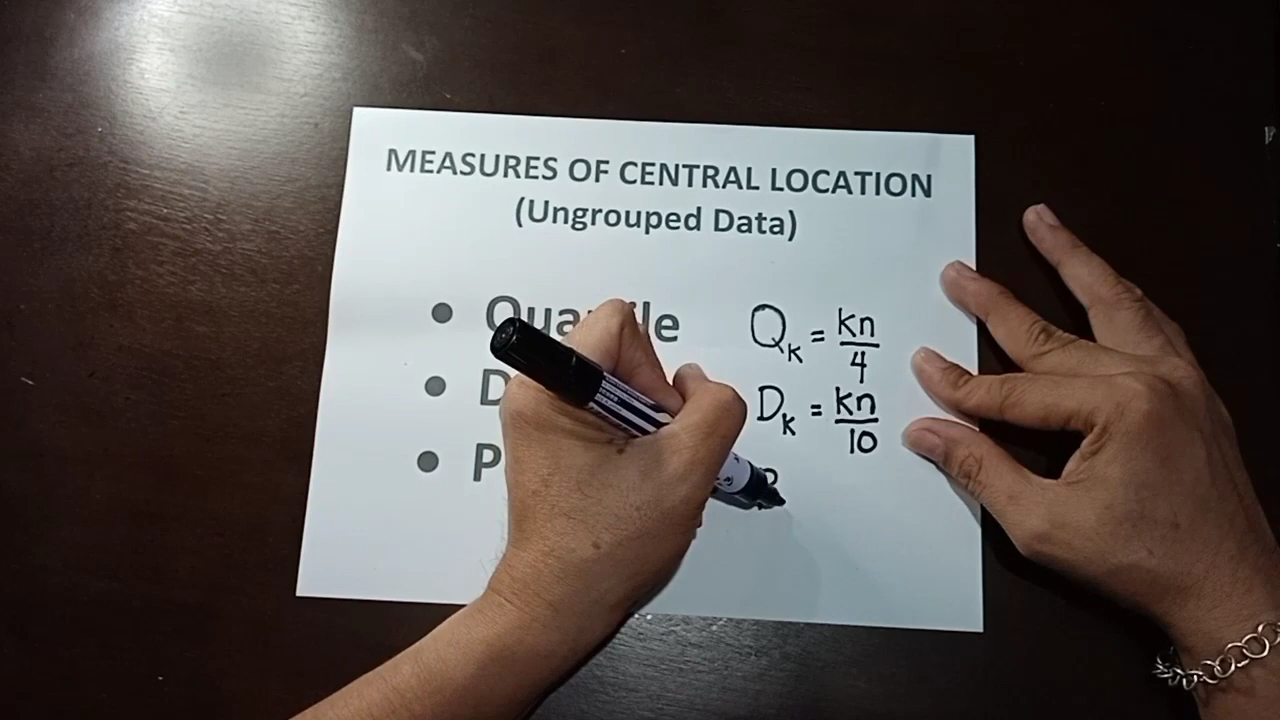 MEASURES OF CENTRAL LOCATION
(Ungrouped Data)
• Qk = kn/4
• Dk = kn/10
•